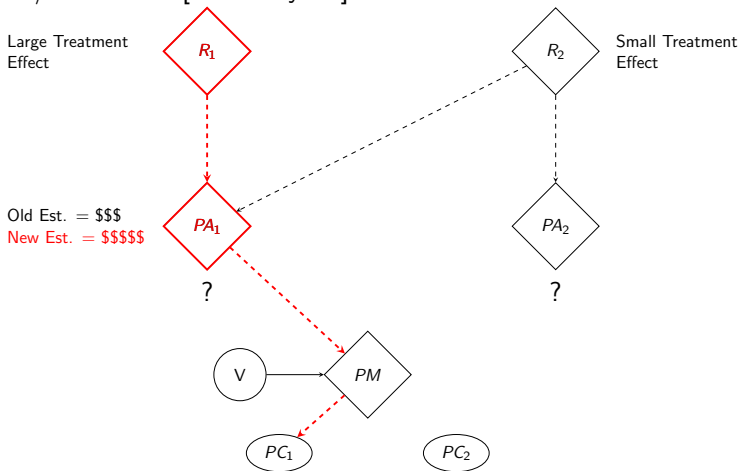 Large Treatment
Effect
R1
R2
Small Treatment
Effect
Old Est. = $$$
New Est. = $$$$$
PA1
PA2
?
?
V
PM
PC1
PC2